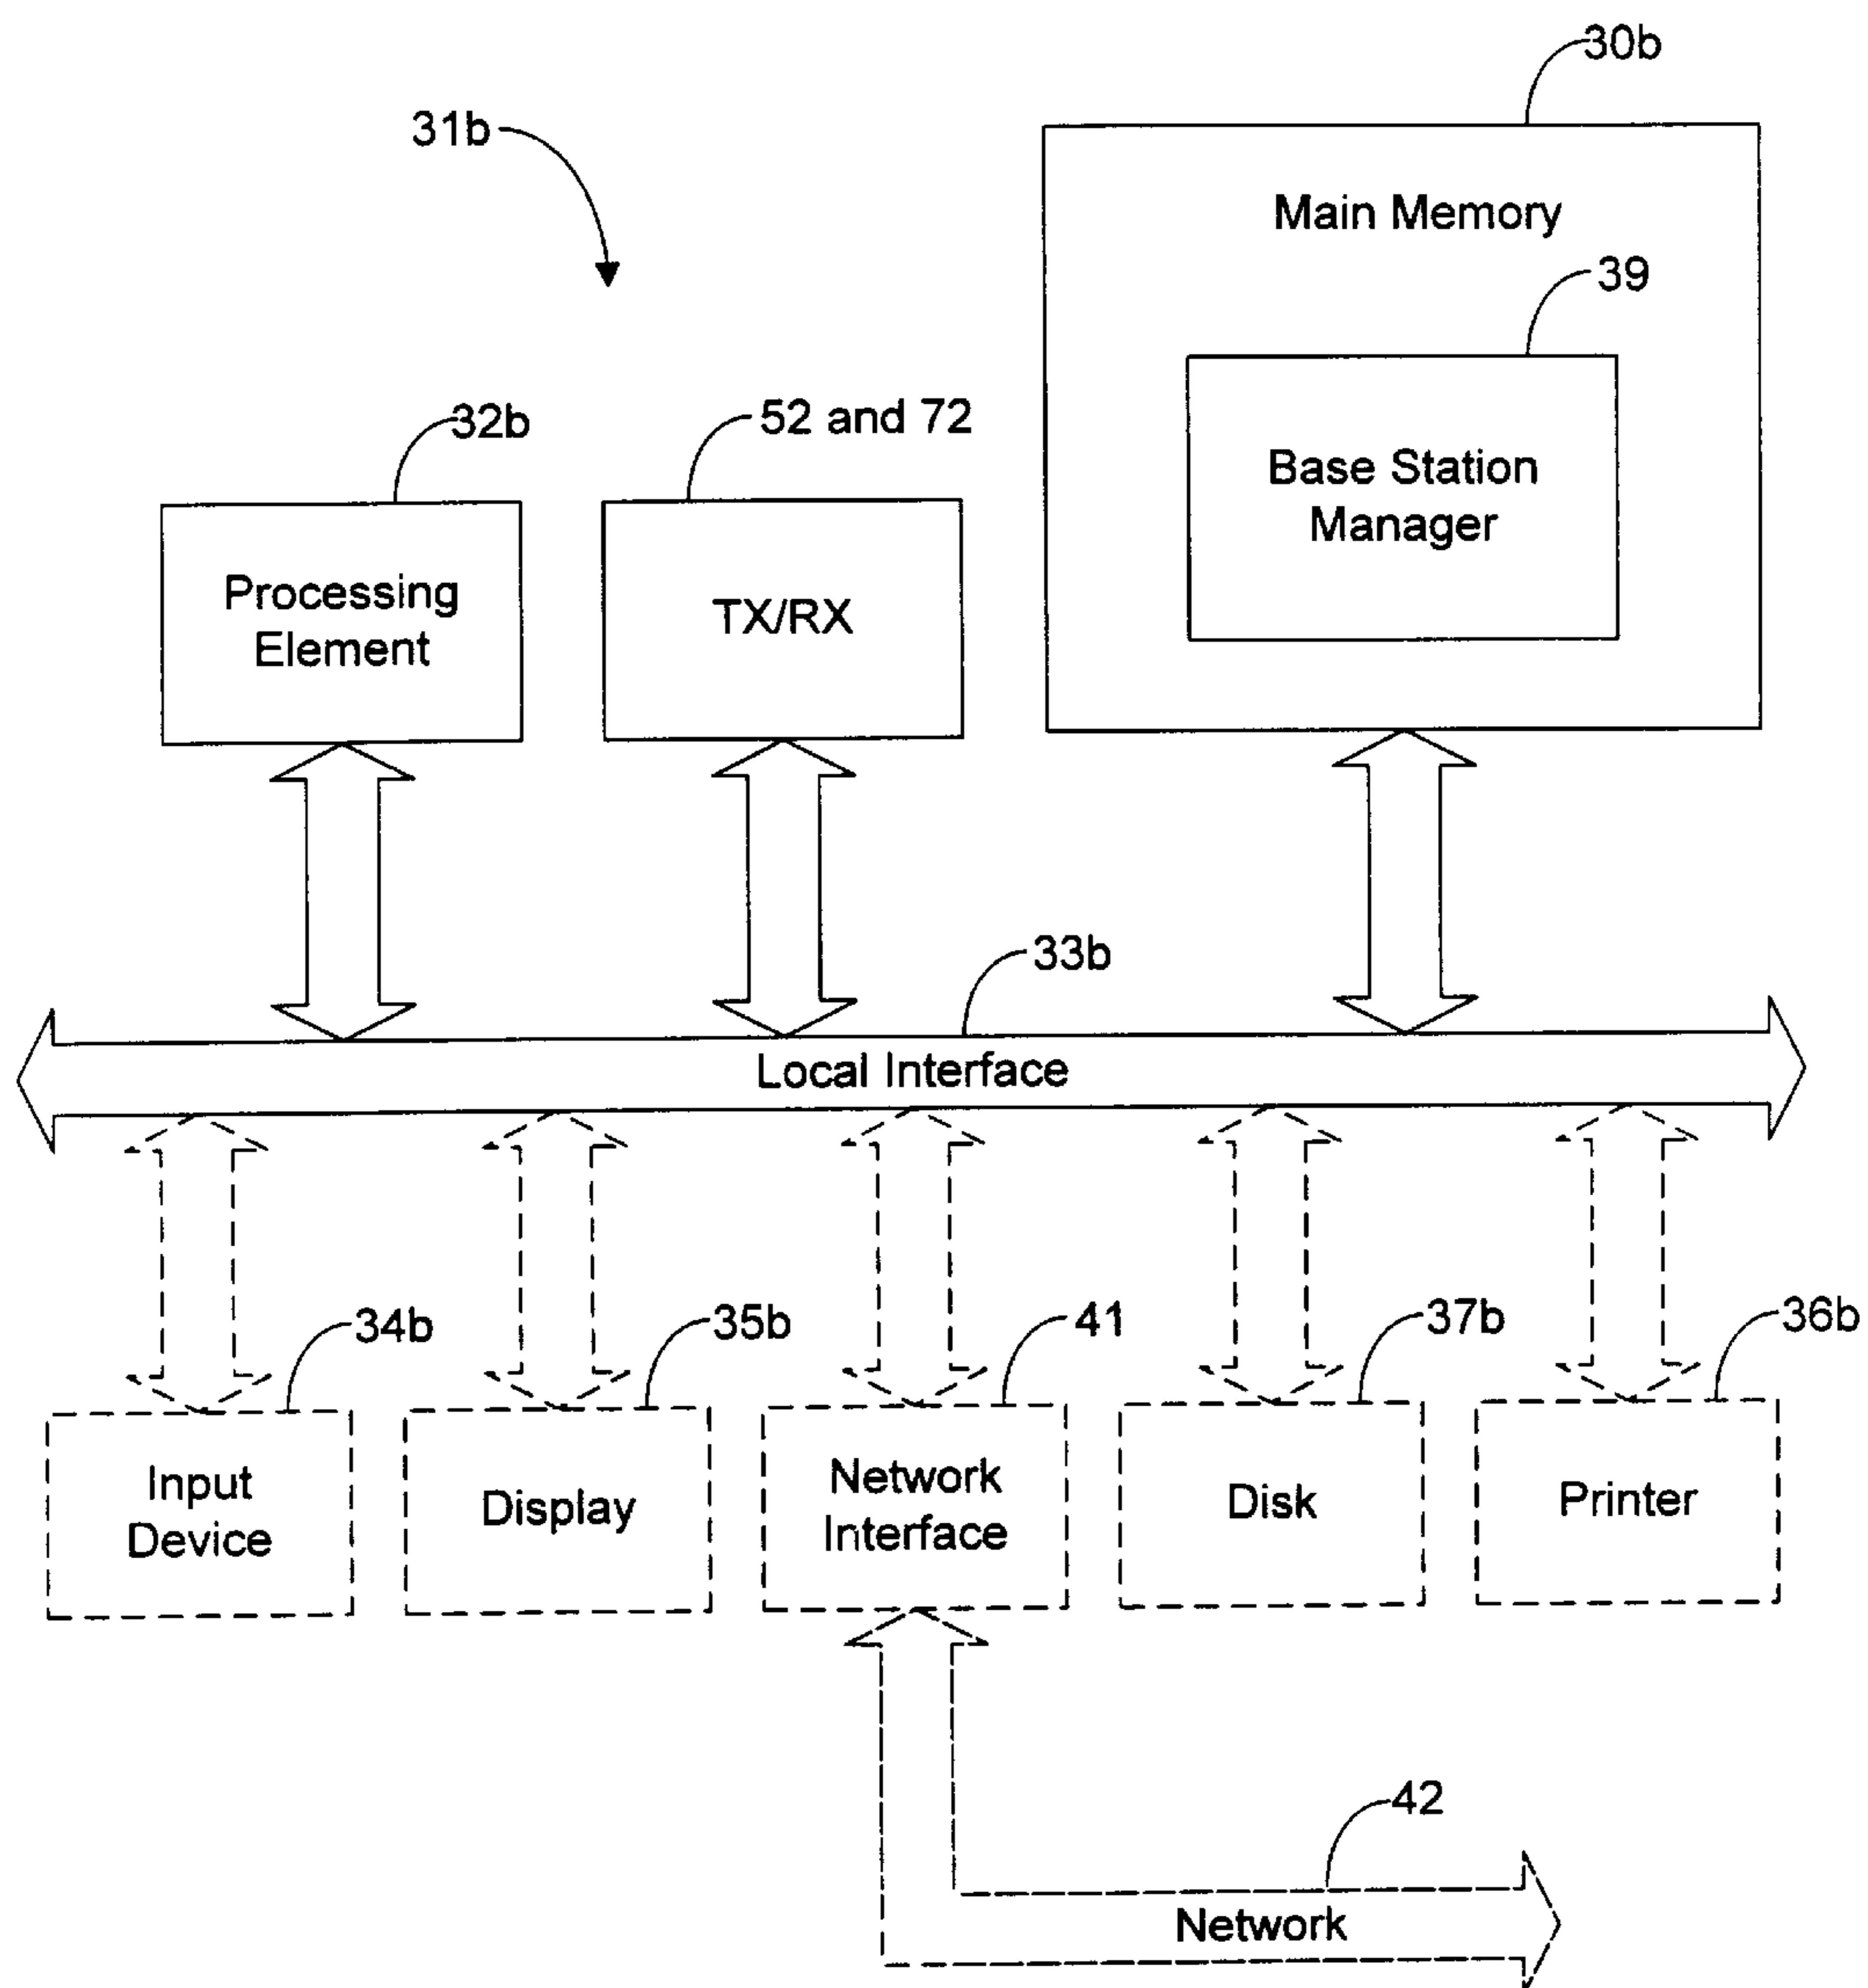 30b
31b
Main Memory
39
32b
52 and 72
Base Station
Manager
Processing
Element
TX/RX
33b
Local Interface
34b
35b
41
37b
36b
Input
Device
Display
Network
Interface
Disk
Printer
42
Network